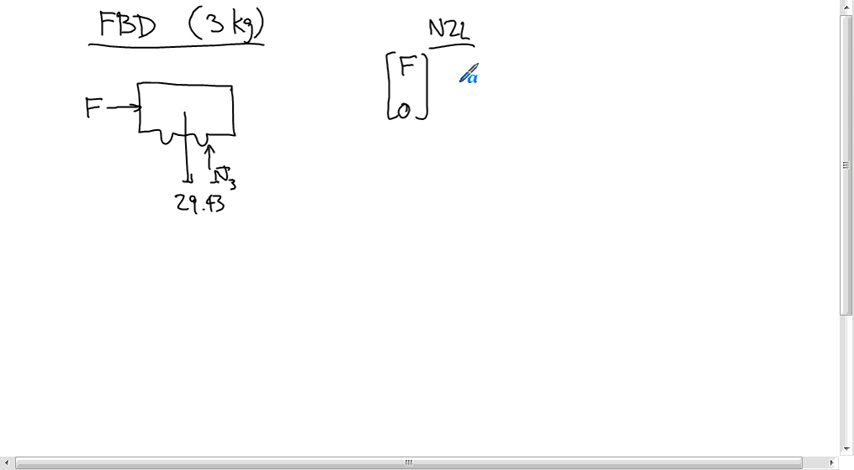 FBD (3 kg)
N2L
F
0
F
N3
29.43